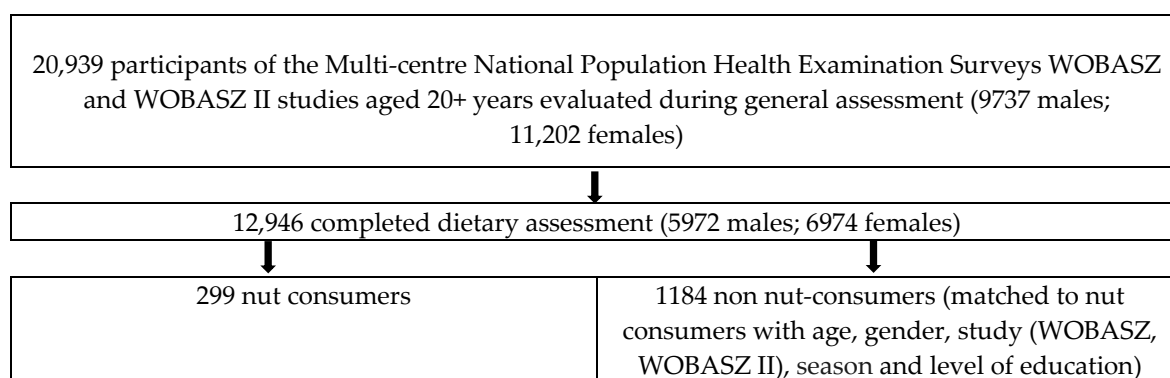 20,939 participants of the Multi-centre National Population Health Examination Surveys WOBASZ
and WOBASZ II studies aged 20+ years evaluated during general assessment (9737 males;
11,202 females)
12,946 completed dietary assessment (5972 males; 6974 females)
299 nut consumers
1184 non nut-consumers (matched to nut
consumers with age, gender, study (WOBASZ,
WOBASZ II), season and level of education)